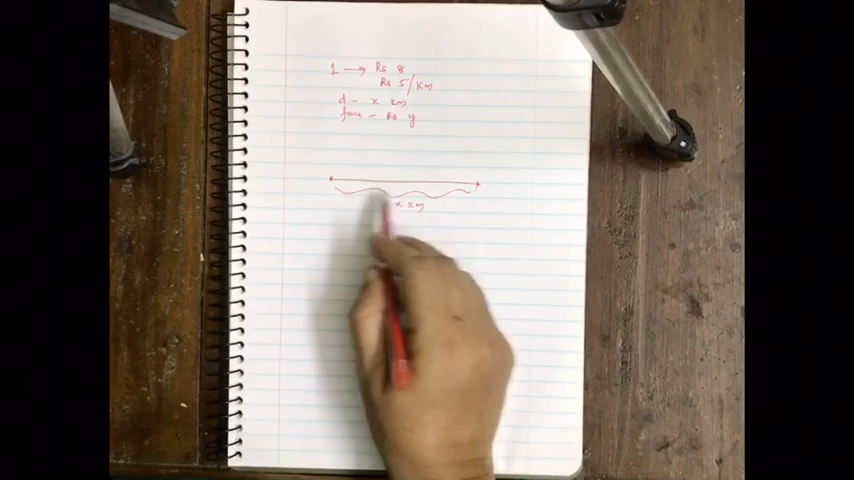 1 → Rs 8
Rs 5/Km
d - x km
fare - Rs y
x km